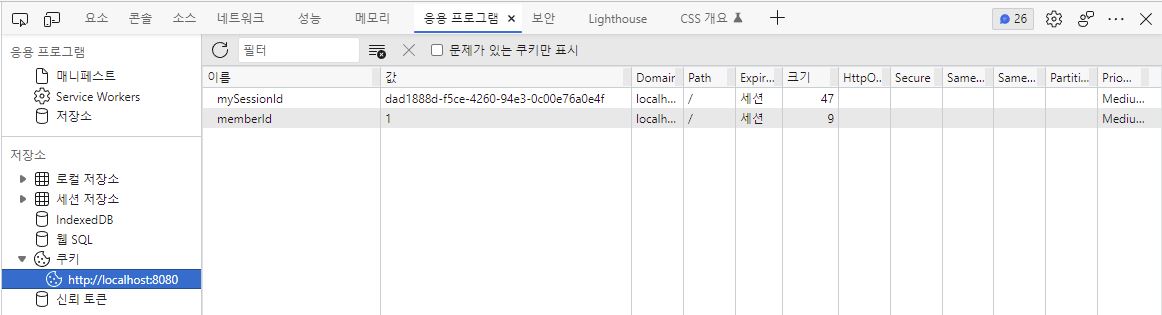 요소 콘솔 소스 네트워크 성능 메모리 응용 프로그램 × 보안 Lighthouse CSS 개요 26
응용 프로그램
매니페스트
Service Workers
저장소
저장소
로컬 저장소
세션 저장소
IndexedDB
웹 SQL
쿠키
http://localhost:8080
신뢰 토큰
필터 문제가 있는 쿠키만 표시
이름 값 Domain Path Expir... 크기 HttpO... Secure Same... Same... Partiti... Prio...
mySessionId dad1888d-f5ce-4260-94e3-0c00e76a0e4f localh... / 세션 47 Mediu...
memberId 1 localh... / 세션 9 Mediu...